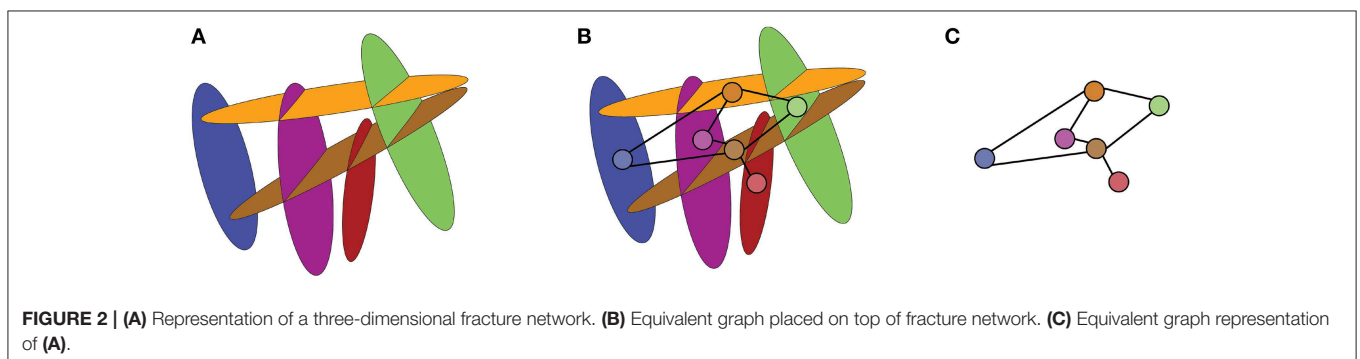 A
B
C
FIGURE 2 | (A) Representation of a three-dimensional fracture network. (B) Equivalent graph placed on top of fracture network. (C) Equivalent graph representation
of (A).